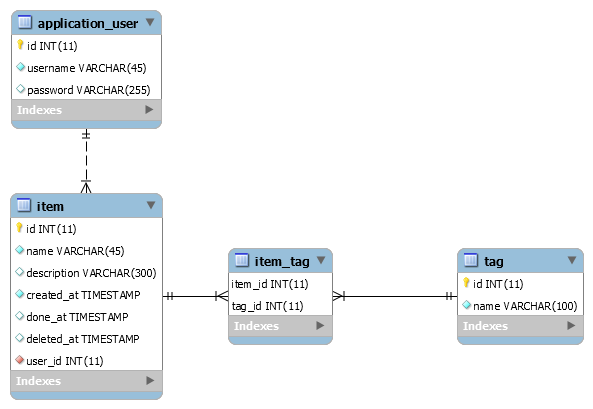 application_user
id INT(11)
username VARCHAR(45)
password VARCHAR(255)
Indexes
item
id INT(11)
name VARCHAR(45)
description VARCHAR(300)
created_at TIMESTAMP
done_at TIMESTAMP
deleted_at TIMESTAMP
user_id INT(11)
Indexes
item_tag
item_id INT(11)
tag_id INT(11)
Indexes
tag
id INT(11)
name VARCHAR(100)
Indexes